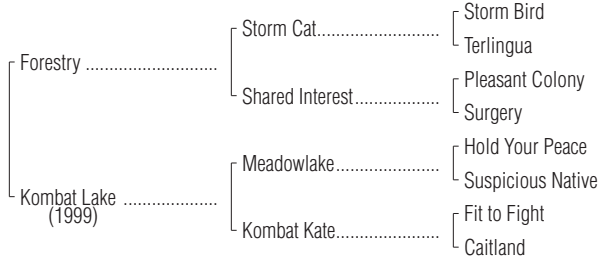 Storm Bird
Storm Cat..............................
Terlingua
Forestry ................................
Pleasant Colony
Shared Interest.....................
Surgery
Hold Your Peace
Meadowlake.........................
Suspicious Native
Kombat Lake .......................
(1999)
Fit to Fight
Kombat Kate.........................
Caitland